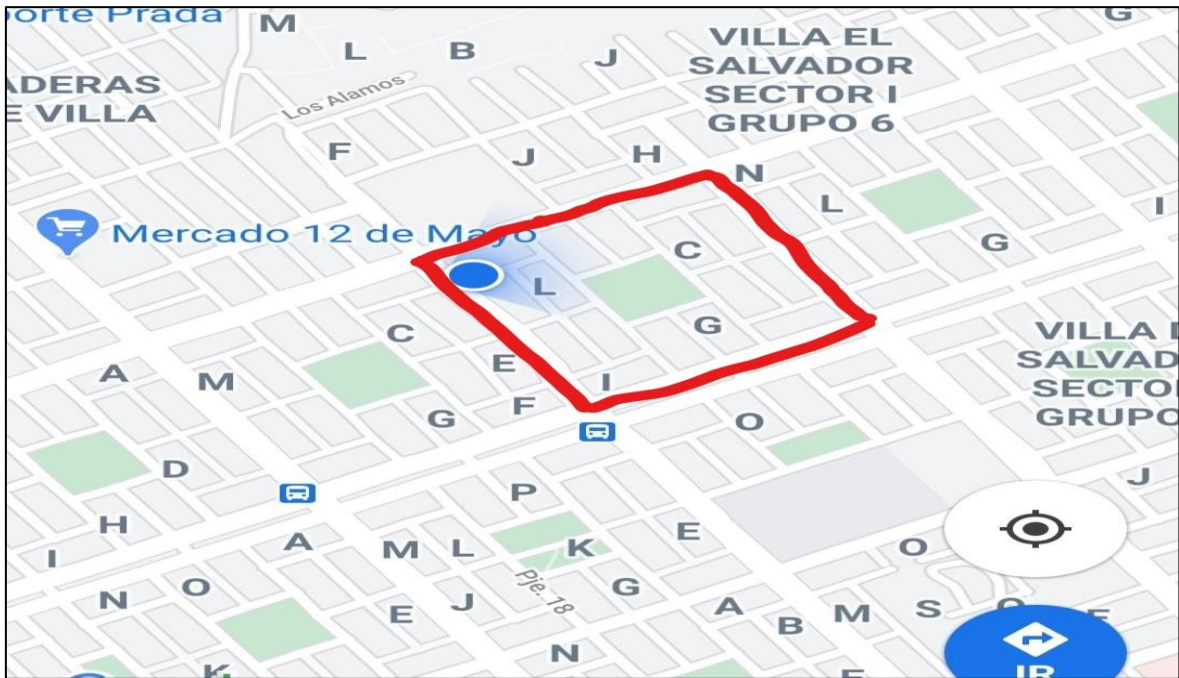 orte Prada
M
G
L
B
J
VILLA EL
SALVADOR
SECTOR I
GRUPO 6
ADERAS
E VILLA
Los Alamos
F
J
H
N
L
I
Mercado 12 de Mayo
C
G
L
G
C
E
I
VILLA
SALVAD
SECTO
GRUPO
A
M
G
F
O
D
J
P
H
I
A
M
L
K
E
O
Pje. 18
N
O
E
J
G
A
B
M
S
N
K
IR